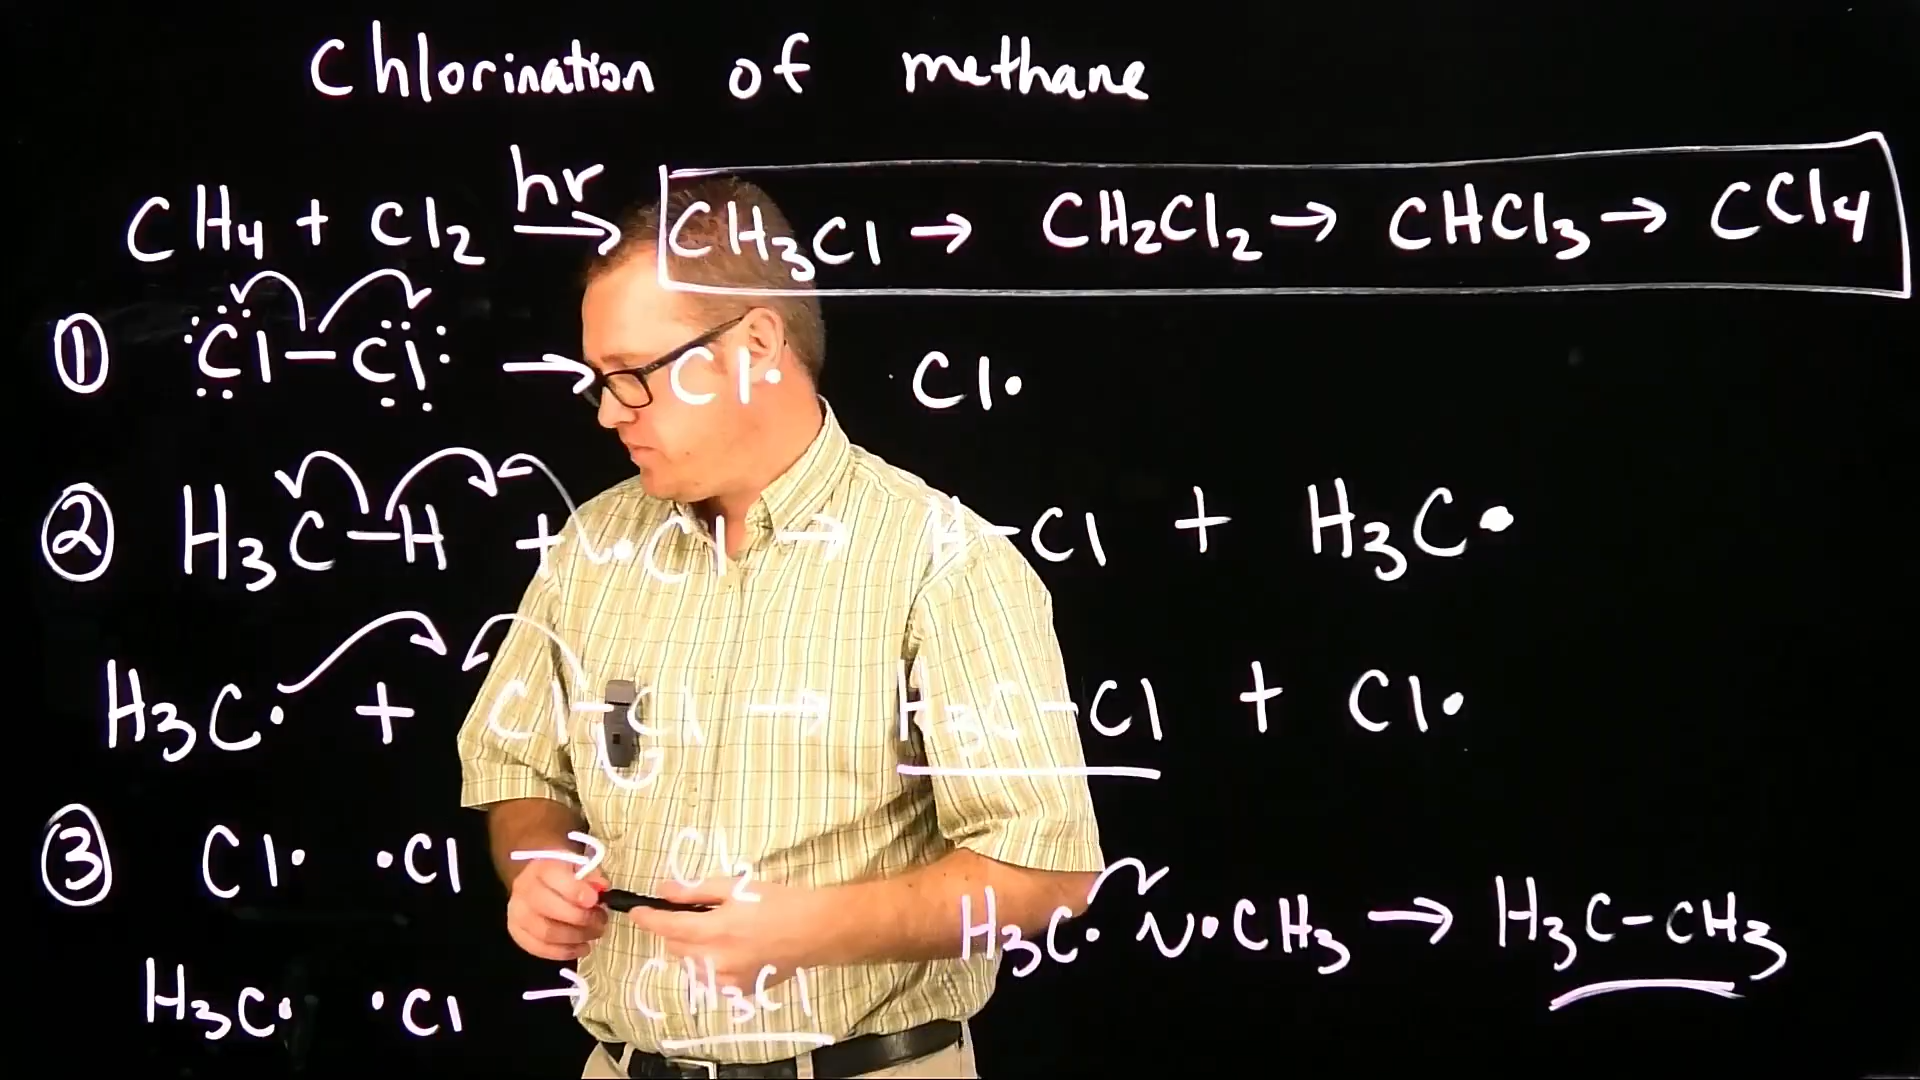 Chlorination of methane
CH4 + Cl2 hv → CH3Cl → CH2Cl2 → CHCl3 → CCl4
① :Cl—Cl: → Cl• Cl•
② H3C—H + •Cl → H-Cl + H3C•
H3C• + Cl-Cl → H3C-Cl + Cl•
③ Cl• •Cl → Cl2
H3C• •CH3 → H3C-CH3
H3C• •Cl → CH3Cl